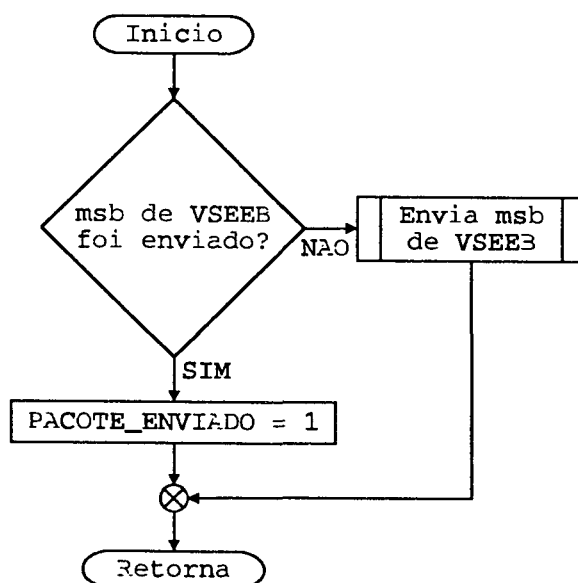 Inicio
msb de VSEEB
foi enviado?
NAO
Envia msb
de VSEEB
SIM
PACOTE_ENVIADO = 1
Retorna